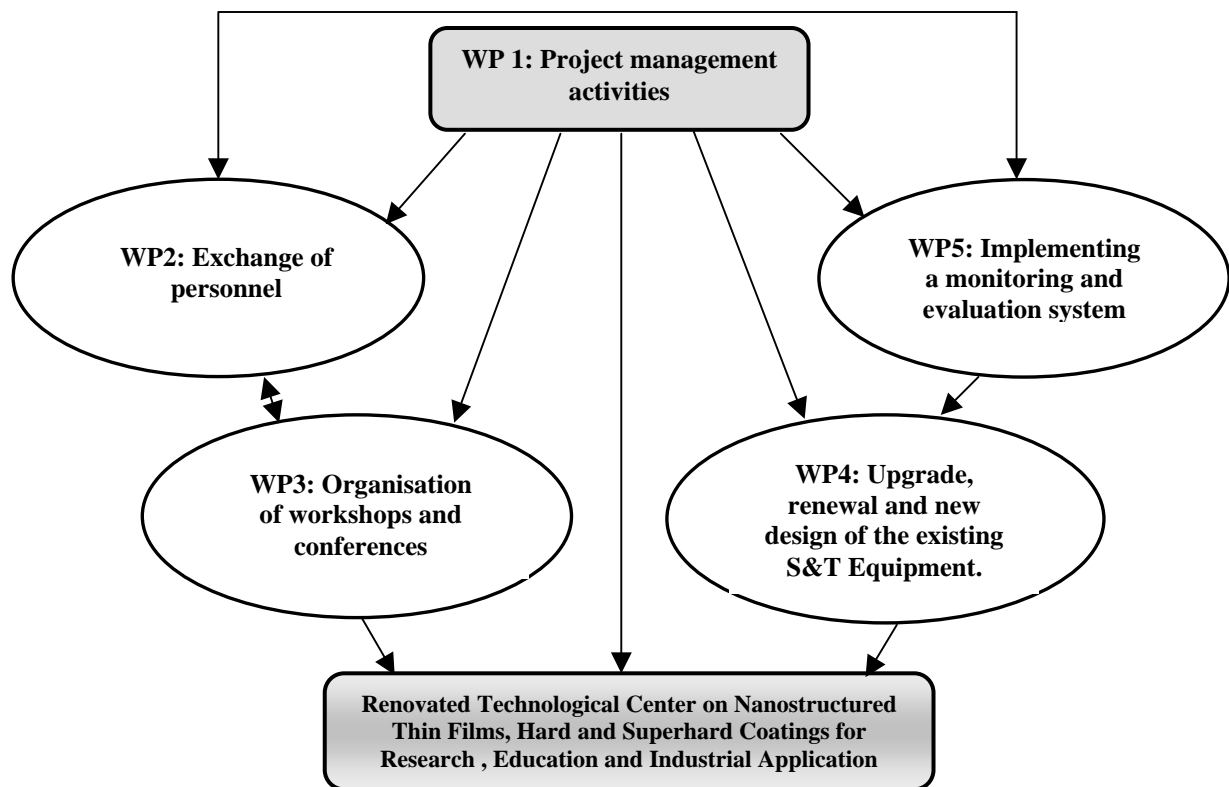 WP 1: Project management
activities
WP2: Exchange of
personnel
WP5: Implementing
a monitoring and
evaluation system
WP3: Organisation
of workshops and
conferences
WP4: Upgrade,
renewal and new
design of the existing
S&T Equipment.
Renovated Technological Center on Nanostructured
Thin Films, Hard and Superhard Coatings for
Research , Education and Industrial Application